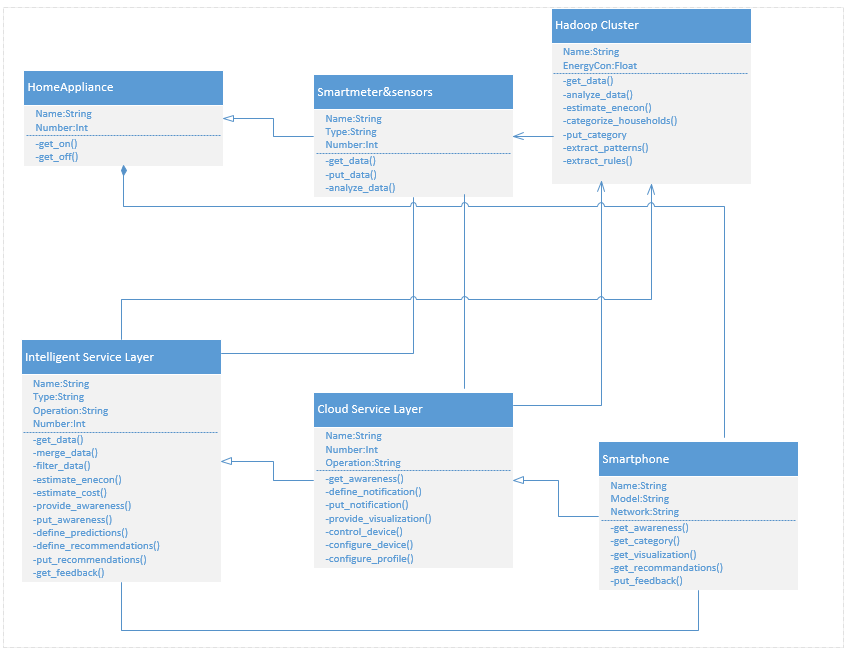 HomeAppliance
Name:String
Number:Int
-get_on()
-get_off()
Smartmeter&sensors
Name:String
Type:String
Number:Int
-get_data()
-put_data()
-analyze_data()
Hadoop Cluster
Name:String
EnergyCon:Float
-get_data()
-analyze_data()
-estimate_enecon()
-categorize_households()
-put_category
-extract_patterns()
-extract_rules()
Intelligent Service Layer
Name:String
Type:String
Operation:String
Number:Int
-get_data()
-merge_data()
-filter_data()
-estimate_enecon()
-estimate_cost()
-provide_awareness()
-put_awareness()
-define_predictions()
-define_recommendations()
-put_recommendations()
-get_feedback()
Cloud Service Layer
Name:String
Number:Int
Operation:String
-get_awareness()
-define_notification()
-put_notification()
-provide_visualization()
-control_device()
-configure_device()
-configure_profile()
Smartphone
Name:String
Model:String
Network:String
-get_awareness()
-get_category()
-get_visualization()
-get_recommandations()
-put_feedback()